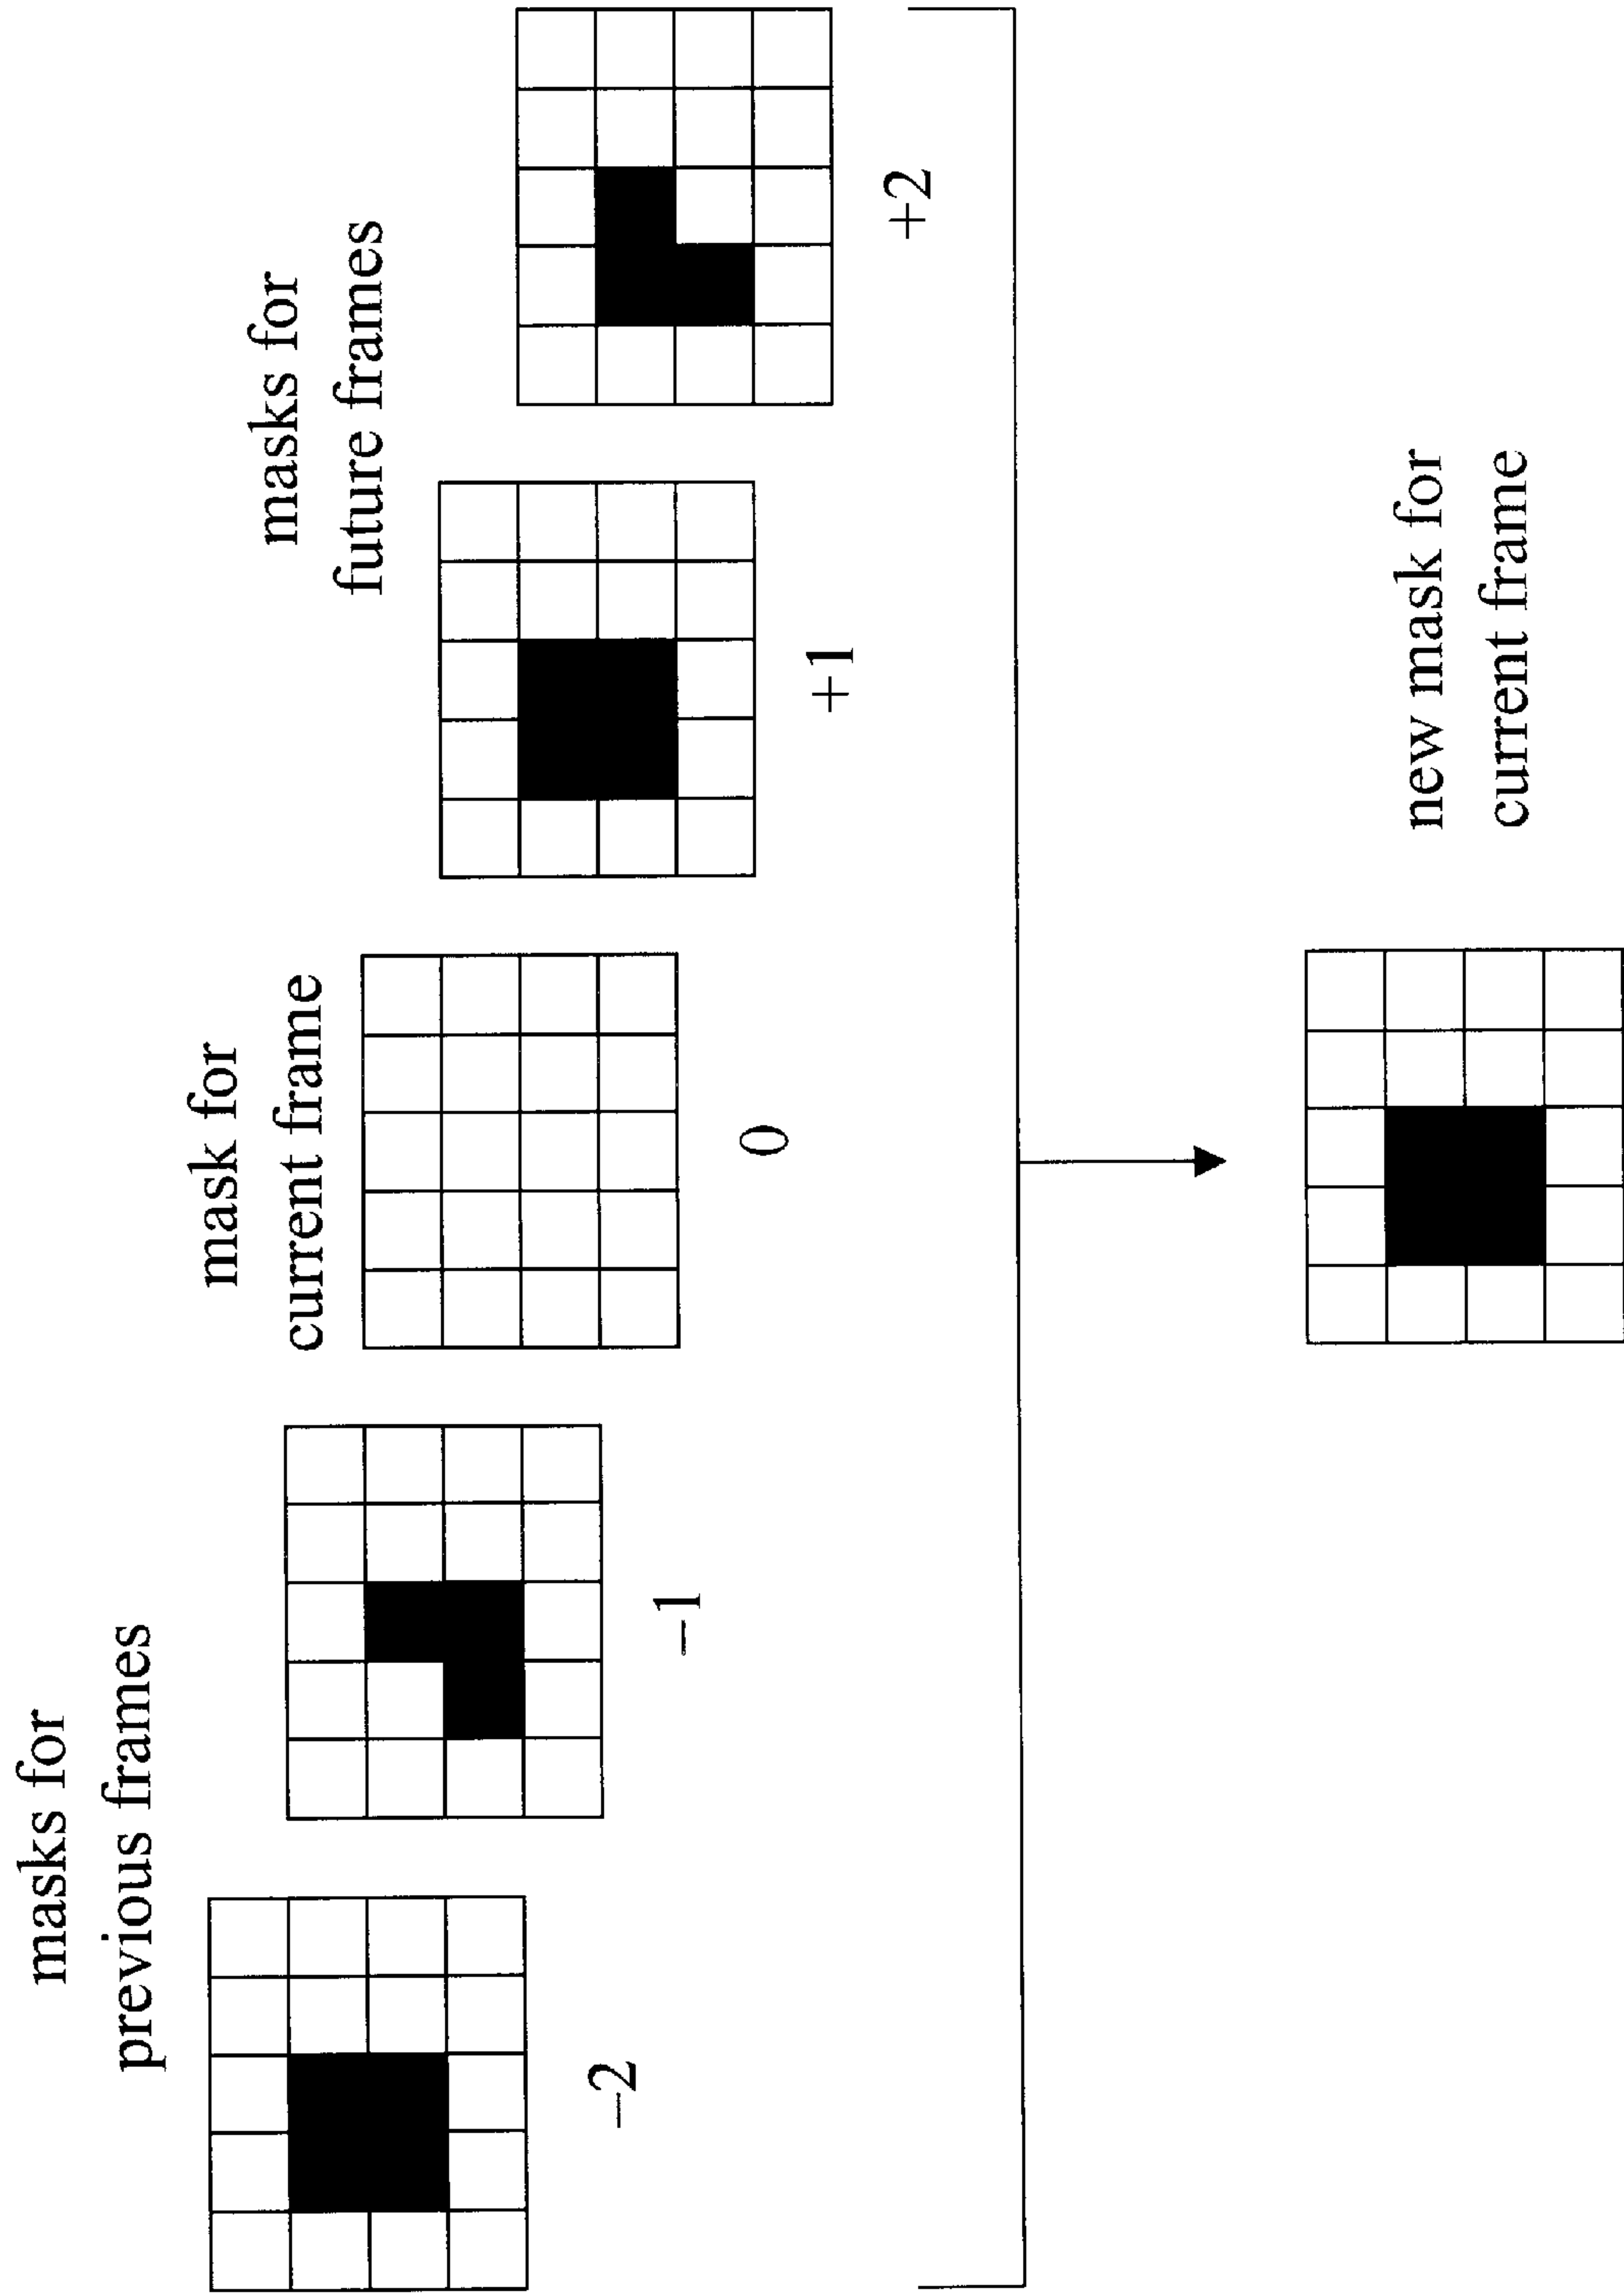 masks for
previous frames
mask for
current frame
masks for
future frames
−2
−1
0
+1
+2
new mask for
current frame